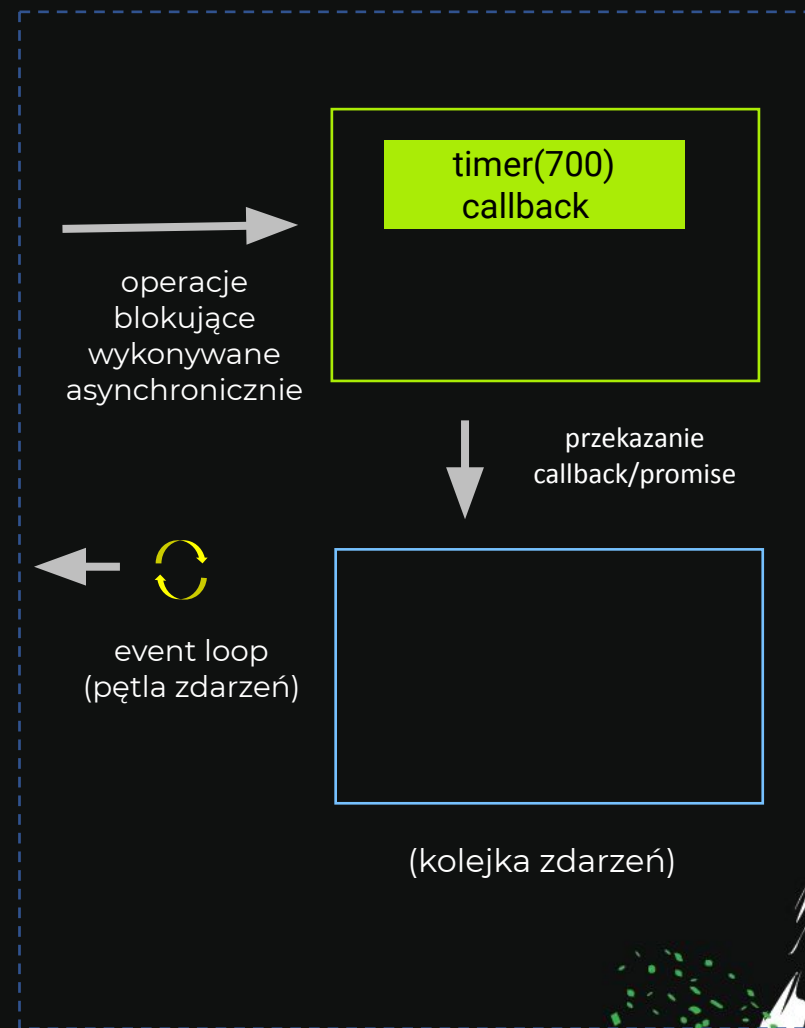 timer(700)
callback
operacje
blokujące
wykonywane
asynchronicznie
przekazanie
callback/promise
event loop
(pętla zdarzeń)
(kolejka zdarzeń)